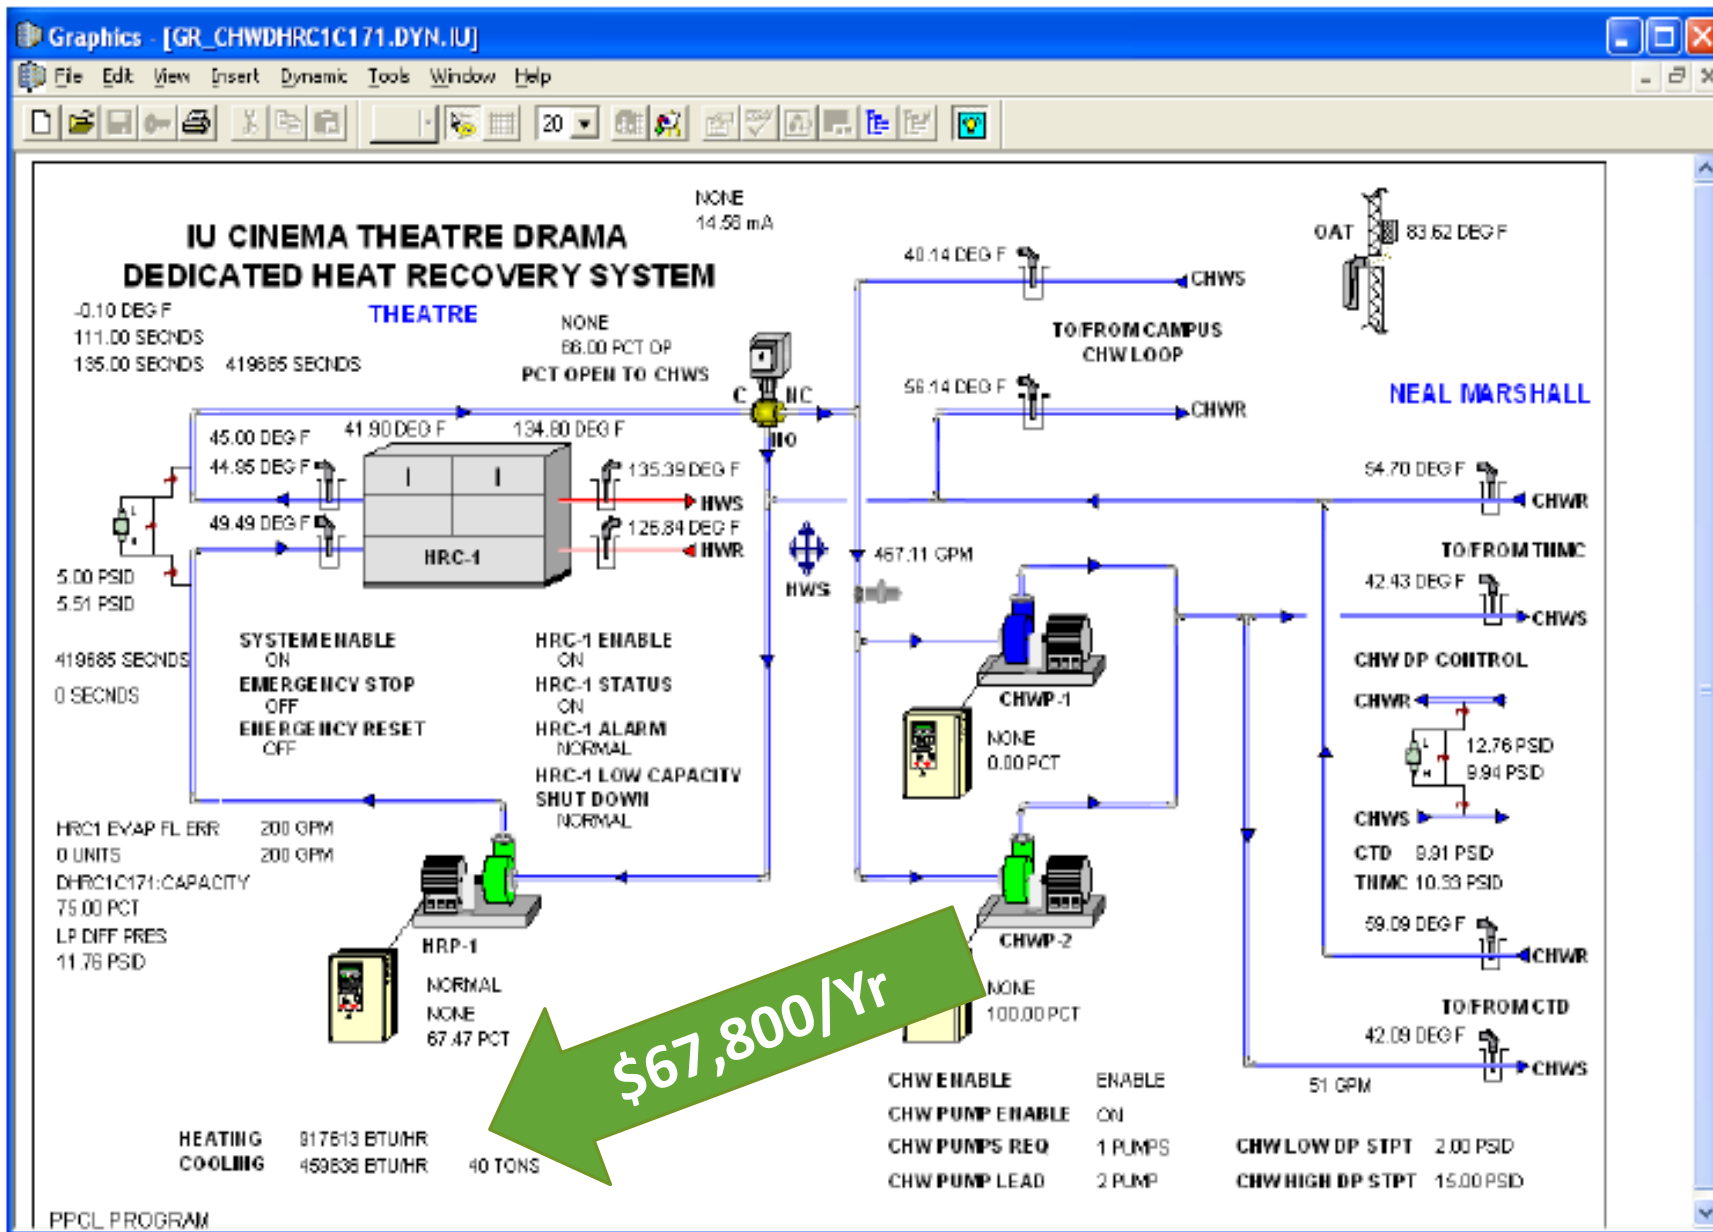 Graphics - [GR_CHWDHRC1C171.DYN.IU]
File Edit View Insert Dynamic Tools Window Help
20
NONE
14.56 mA
IU CINEMA THEATRE DRAMA
DEDICATED HEAT RECOVERY SYSTEM
THEATRE
-0.10 DEG F
111.00 SECNDS
135.00 SECNDS 419685 SECNDS
NONE
66.00 PCT OP
PCT OPEN TO CHWS
C NC
NO
40.14 DEG F
CHWS
TO/FROM CAMPUS
CHW LOOP
56.14 DEG F
CHWR
OAT 83.62 DEG F
NEAL MARSHALL
45.00 DEG F 41.90 DEG F 134.80 DEG F
44.95 DEG F
135.39 DEG F
HWS
49.49 DEG F
126.84 DEG F
HWR
HRC-1
L
H
5.00 PSID
5.51 PSID
HWS
467.11 GPM
54.70 DEG F
CHWR
TO/FROM TNMC
42.43 DEG F
CHWS
419685 SECNDS
0 SECNDS
SYSTEM ENABLE
ON
EMERGENCY STOP
OFF
EMERGENCY RESET
OFF
HRC-1 ENABLE
ON
HRC-1 STATUS
ON
HRC-1 ALARM
NORMAL
HRC-1 LOW CAPACITY
SHUT DOWN
NORMAL
CHWP-1
NONE
0.00 PCT
CHW DP CONTROL
CHWR
L
H
12.76 PSID
9.94 PSID
CHWS
CTD 9.91 PSID
TNMC 10.33 PSID
HRC1 EVAP FL ERR 200 GPM
0 UNITS 200 GPM
DHRC1C171:CAPACITY
75.00 PCT
LP DIFF PRES
11.76 PSID
HRP-1
NORMAL
NONE
67.47 PCT
CHWP-2
NONE
100.00 PCT
59.09 DEG F
CHWR
TO/FROM CTD
42.09 DEG F
CHWS
51 GPM
$67,800/Yr
HEATING 917613 BTU/HR
COOLING 459838 BTU/HR 40 TONS
CHW ENABLE ENABLE
CHW PUMP ENABLE ON
CHW PUMPS REQ 1 PUMPS
CHW PUMP LEAD 2 PUMP
CHW LOW DP STPT 2.00 PSID
CHW HIGH DP STPT 15.00 PSID
PPCL PROGRAM